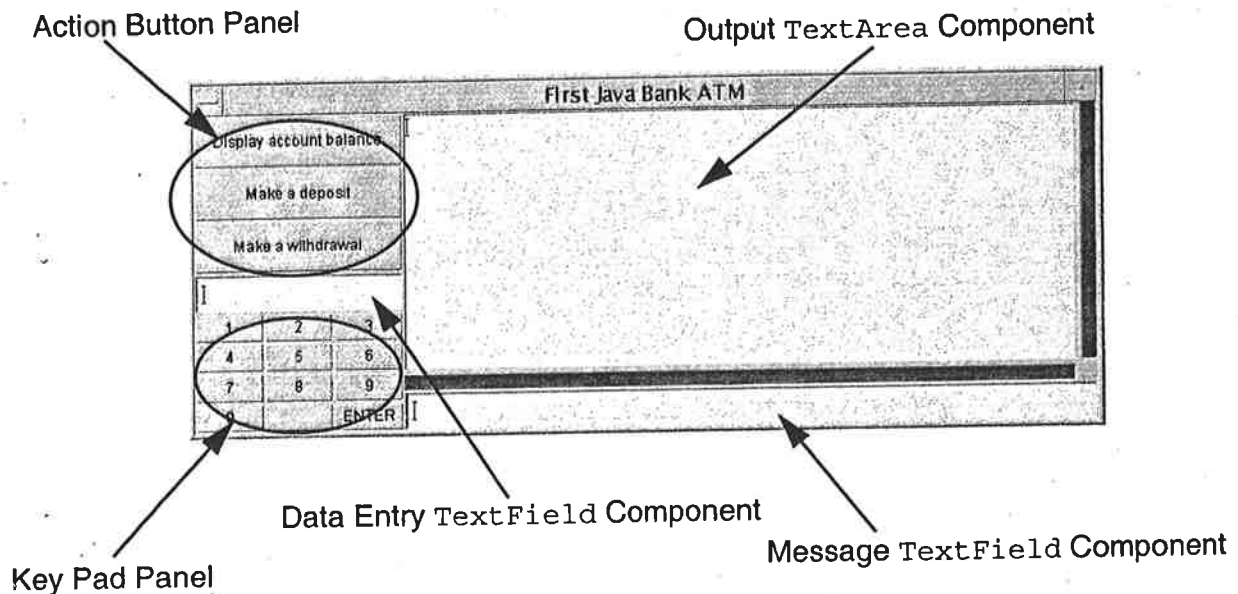 Action Button Panel
Output TextArea Component
First Java Bank ATM
Display account balance
Make a deposit
Make a withdrawal
1 2 3
4 5 6
7 8 9
0 ENTER
Data Entry TextField Component
Message TextField Component
Key Pad Panel